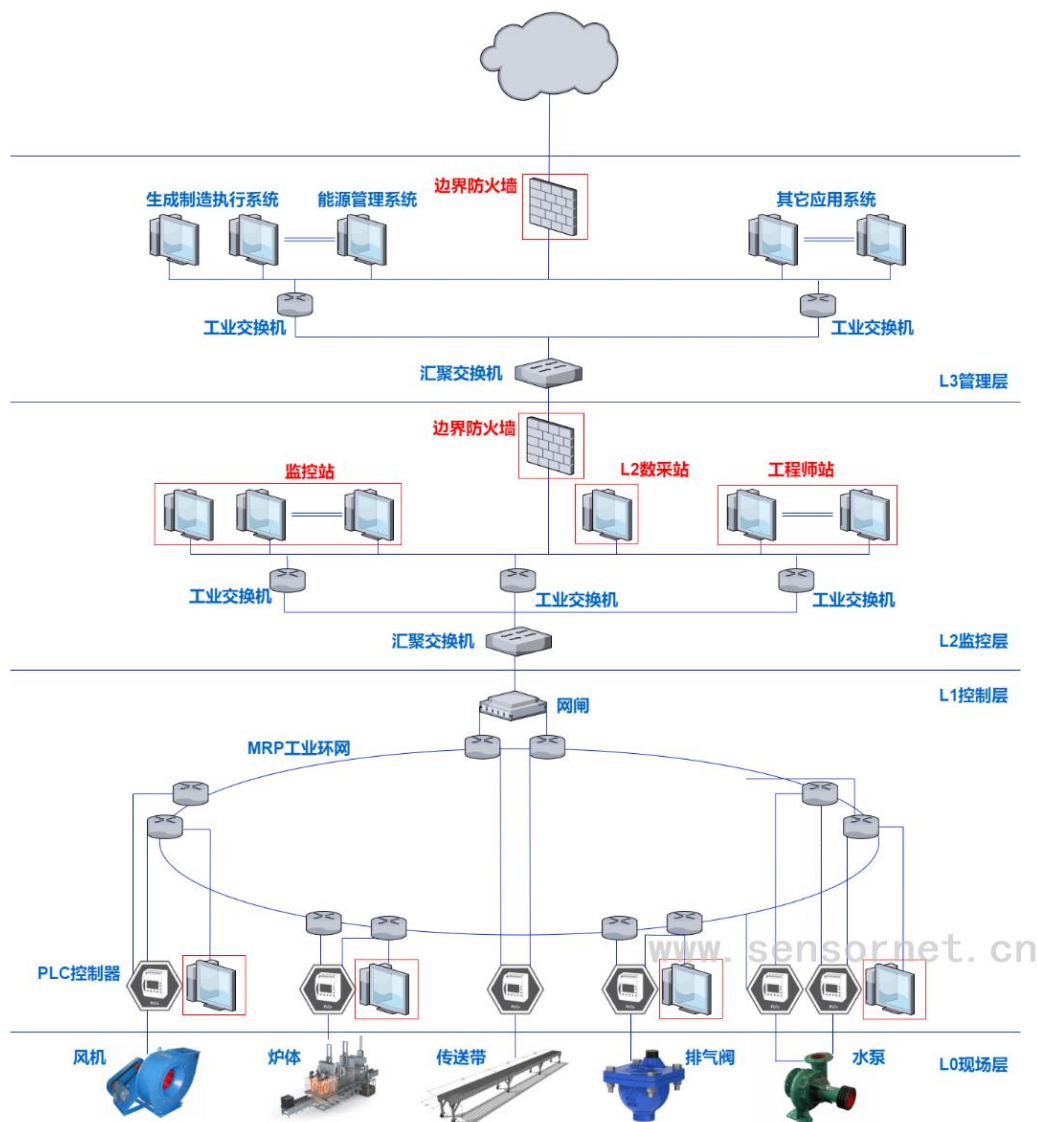 边界防火墙
生成制造执行系统
能源管理系统
其它应用系统
工业交换机
工业交换机
汇聚交换机
L3管理层
边界防火墙
监控站
L2数采站
工程师站
工业交换机
工业交换机
工业交换机
汇聚交换机
L2监控层
L1控制层
网闸
MRP工业环网
www.sensornet.cn
PLC控制器
风机
炉体
传送带
排气阀
水泵
L0现场层